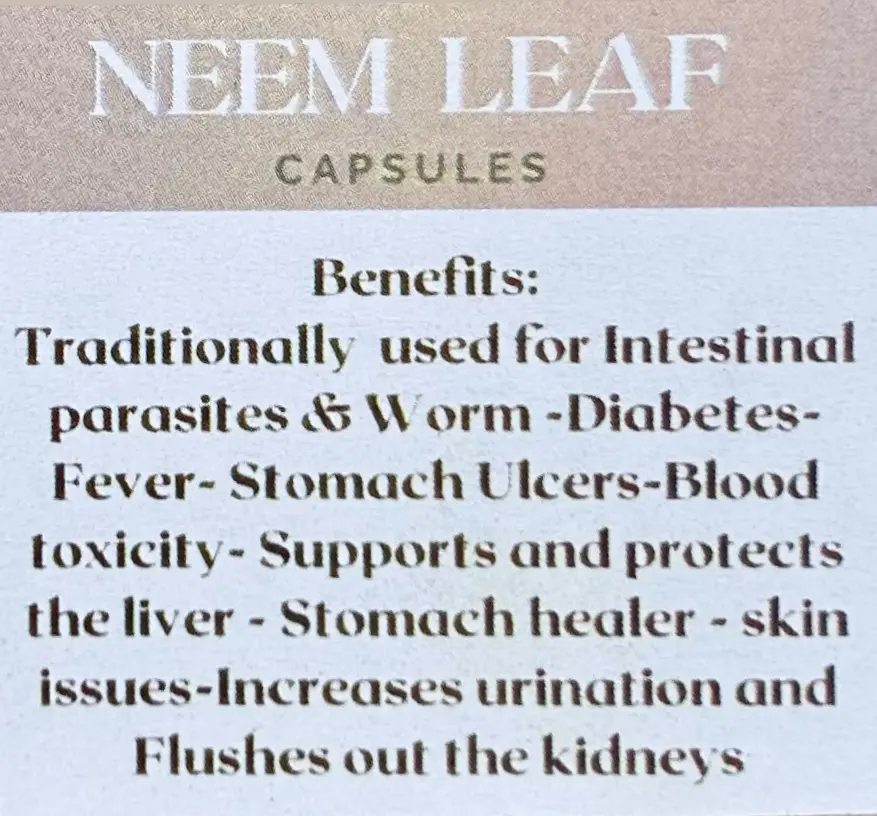 NEEM LEAF
CAPSULES
Benefits:
Traditionally used for Intestinal
parasites & Worm -Diabetes-
Fever- Stomach Ulcers-Blood
toxicity- Supports and protects
the liver - Stomach healer - skin
issues-Increases urination and
Flushes out the kidneys